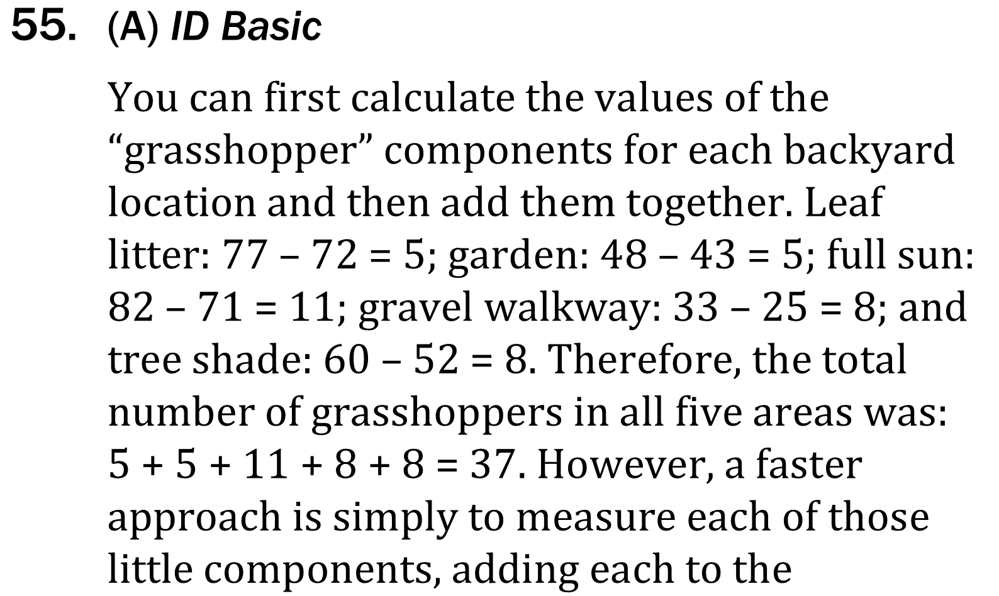 55. (A) ID Basic
You can first calculate the values of the
“grasshopper” components for each backyard
location and then add them together. Leaf
litter: 77 – 72 = 5; garden: 48 – 43 = 5; full sun:
82 – 71 = 11; gravel walkway: 33 – 25 = 8; and
tree shade: 60 – 52 = 8. Therefore, the total
number of grasshoppers in all five areas was:
5 + 5 + 11 + 8 + 8 = 37. However, a faster
approach is simply to measure each of those
little components, adding each to the